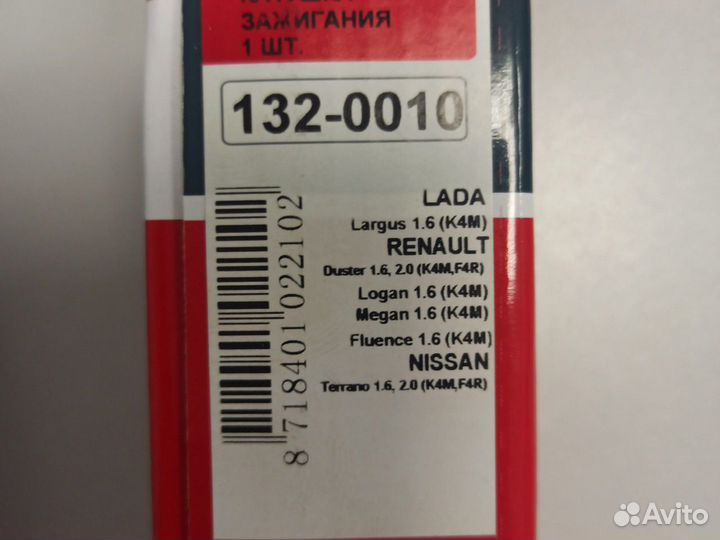 КАТУШКА
ЗАЖИГАНИЯ
1 ШТ.
132-0010
LADA
Largus 1.6 (K4M)
RENAULT
Duster 1.6, 2.0 (K4M,F4R)
Logan 1.6 (K4M)
Megan 1.6 (K4M)
Fluence 1.6 (K4M)
NISSAN
Terrano 1.6, 2.0 (K4M,F4R)
8 718401 022102
Avito